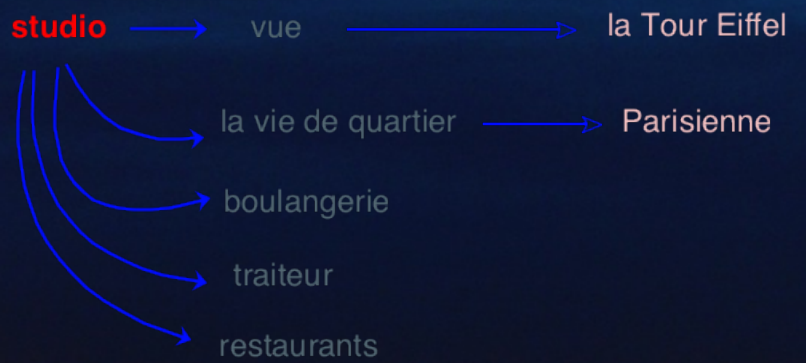 studio vue la Tour Eiffel
la vie de quartier Parisienne
boulangerie
traiteur
restaurants